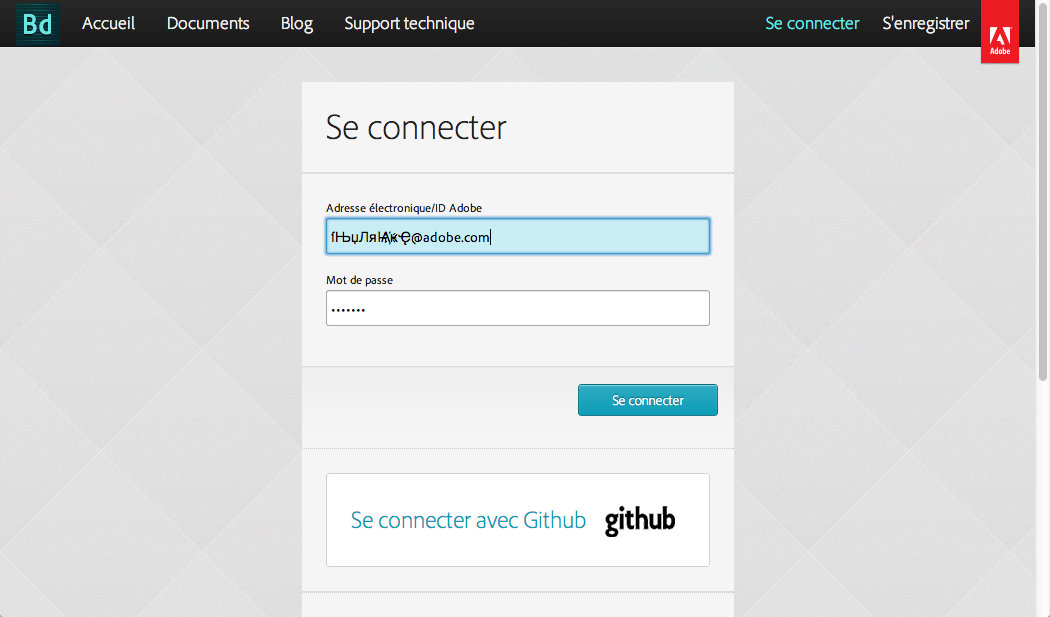 Bd Accueil Documents Blog Support technique Se connecter S'enregistrer
Adobe
Se connecter
Adresse électronique/ID Adobe
@adobe.com
Mot de passe
•••••••
Se connecter
Se connecter avec Github github